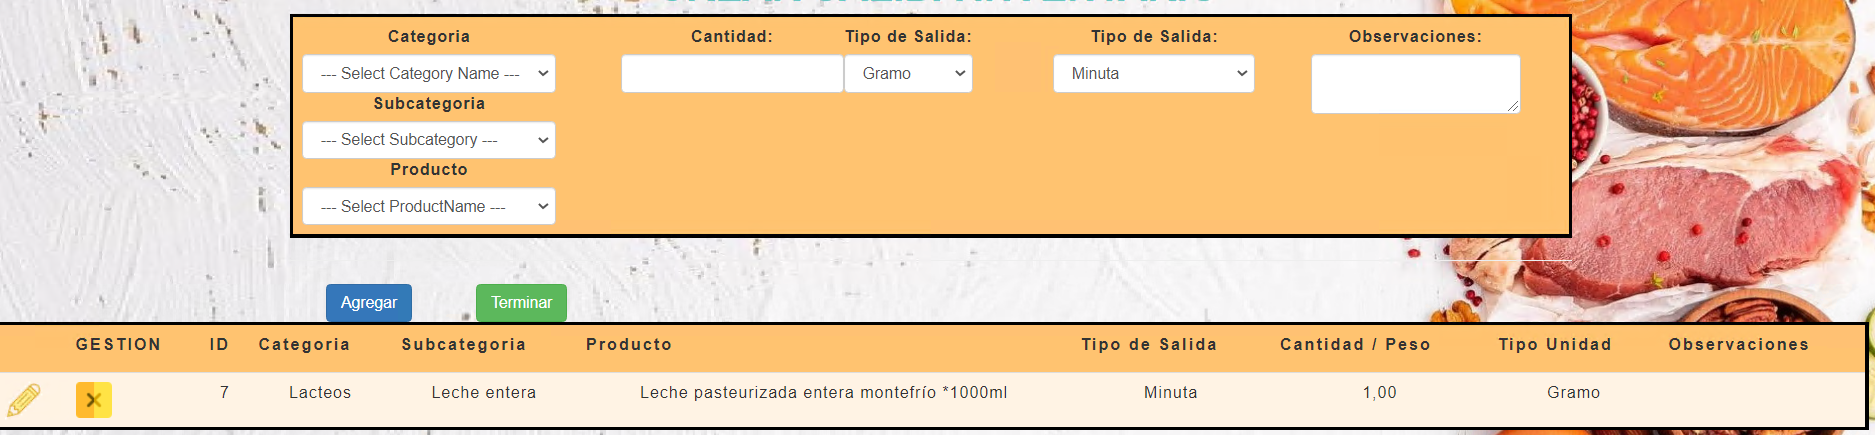 Categoria
Cantidad:
Tipo de Salida:
Tipo de Salida:
Observaciones:
--- Select Category Name ---
Gramo
Minuta
Subcategoria
--- Select Subcategory ---
Producto
--- Select ProductName ---
Agregar
Terminar
GESTION ID Categoria Subcategoria Producto Tipo de Salida Cantidad / Peso Tipo Unidad Observaciones
7 Lacteos Leche entera Leche pasteurizada entera montefrío *1000ml Minuta 1,00 Gramo